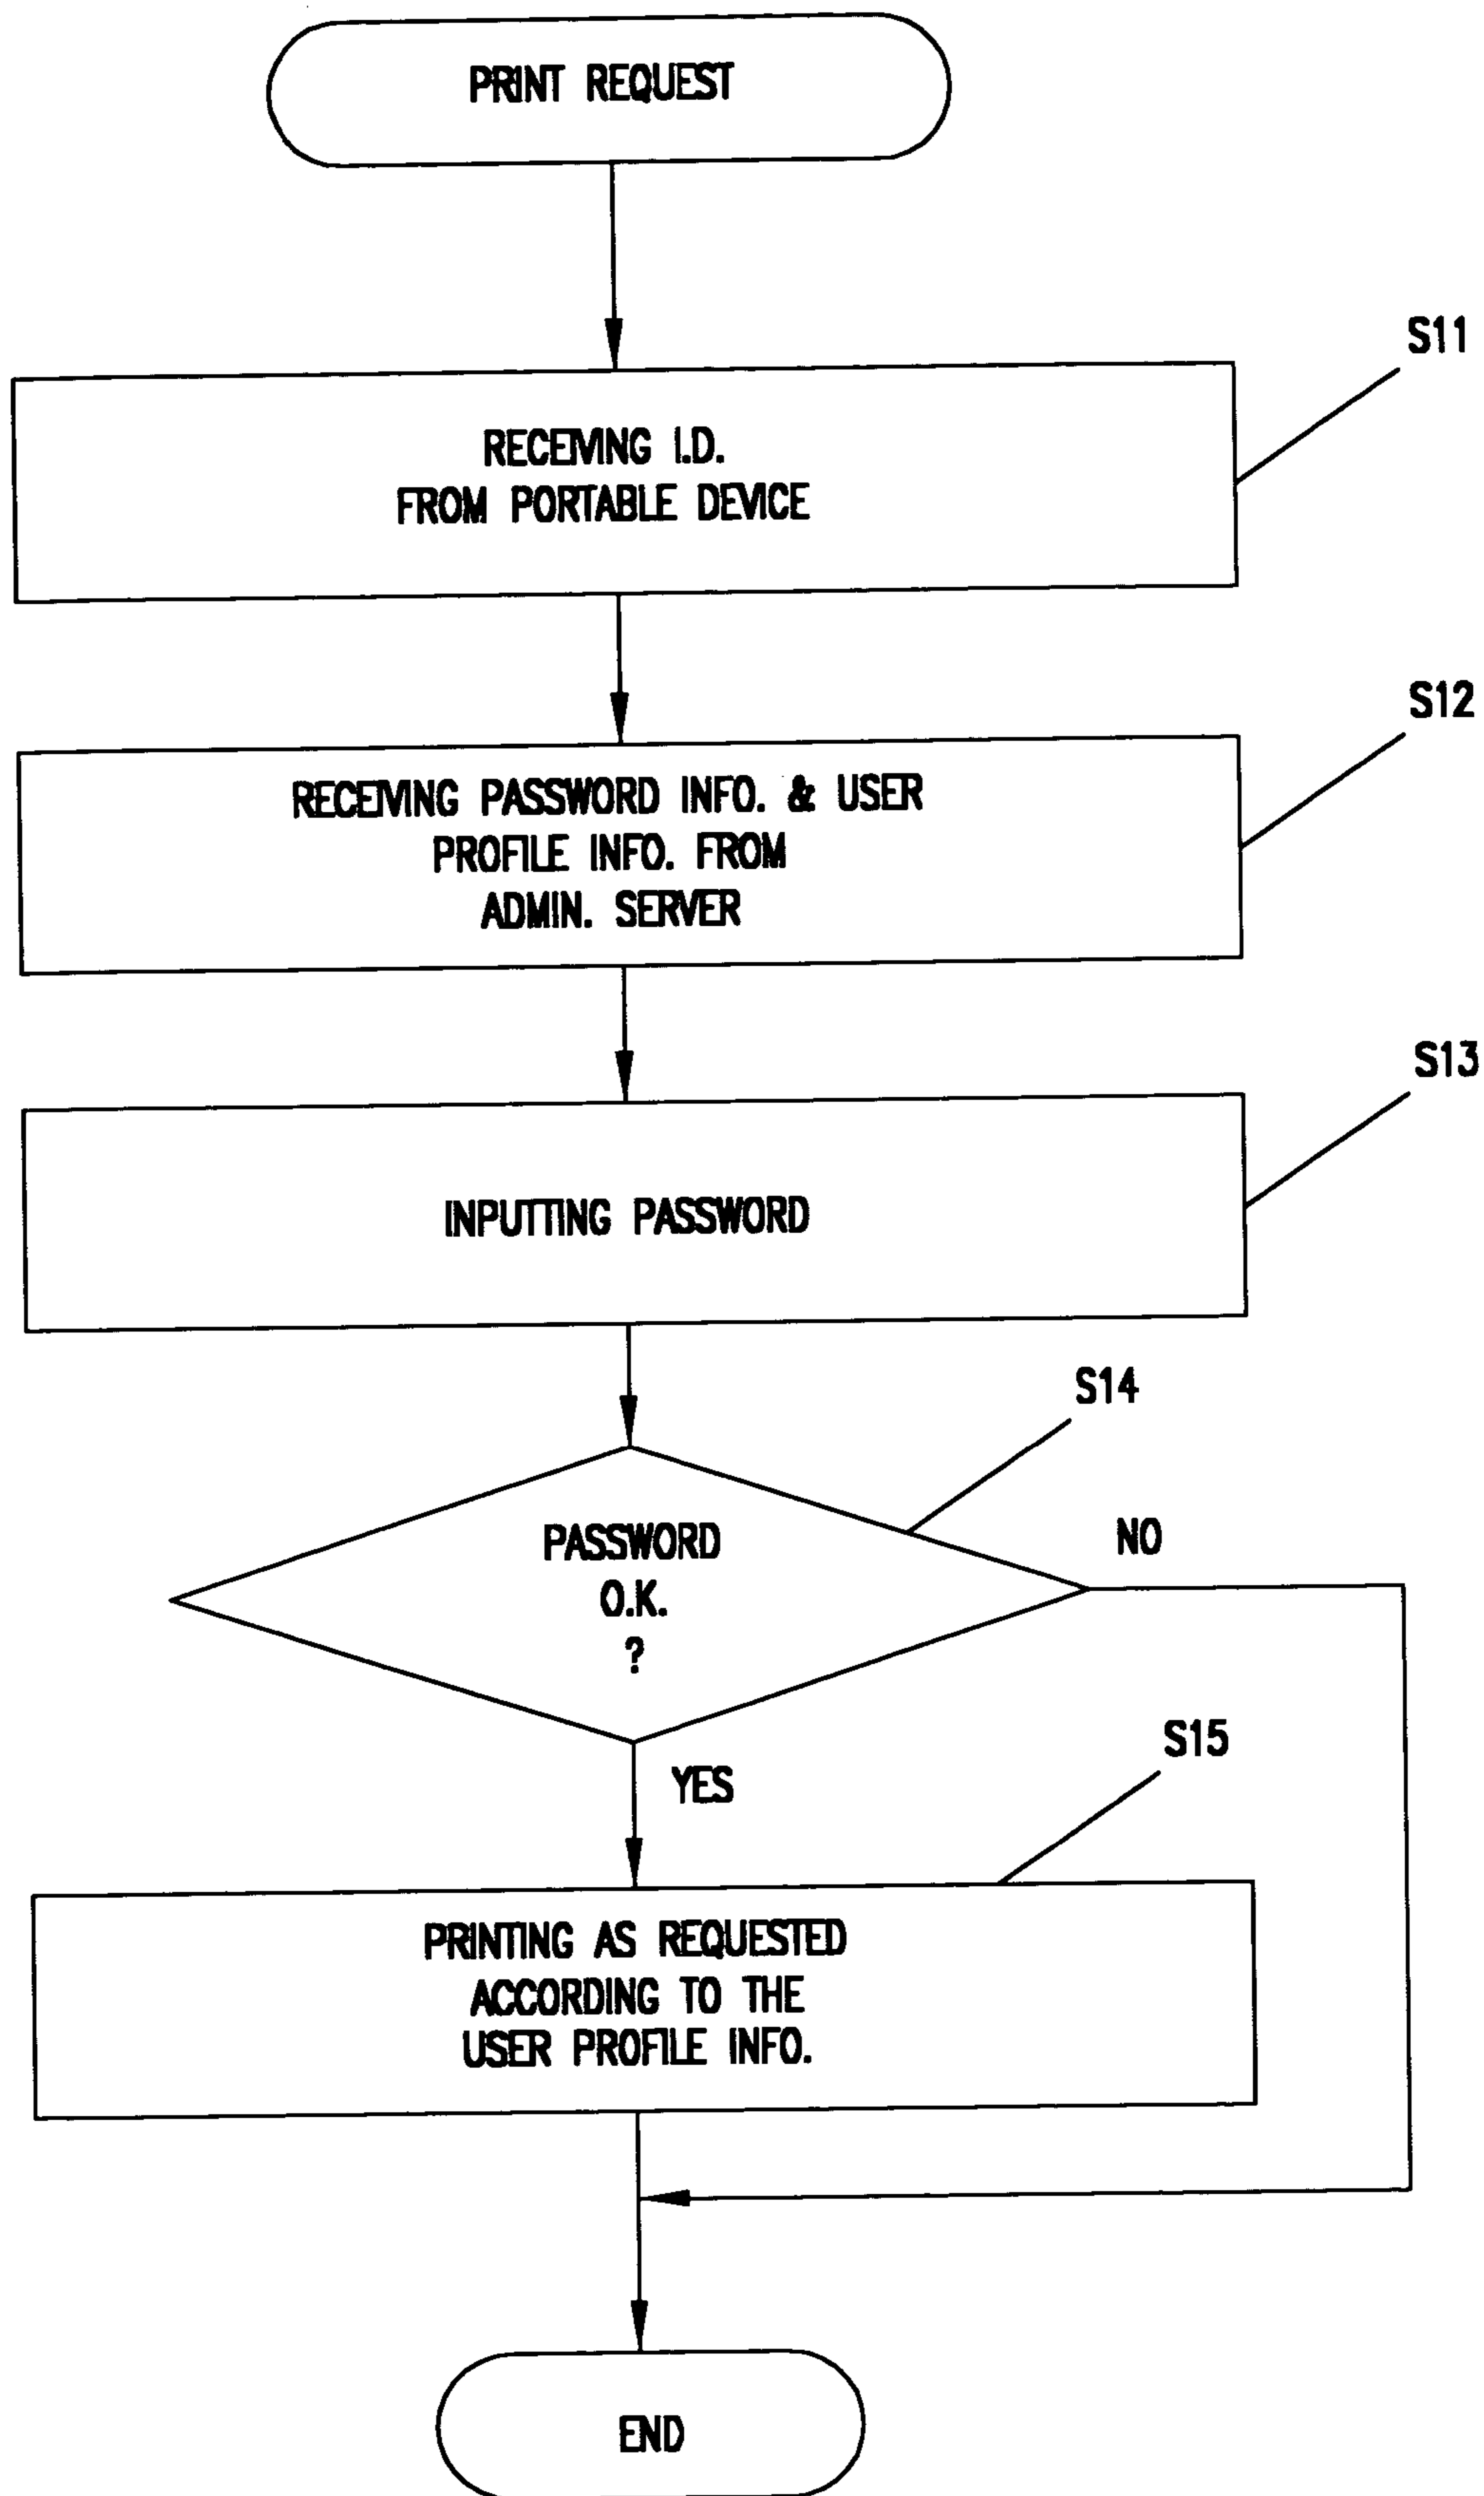 PRINT REQUEST
S11
RECEIVING I.D.
FROM PORTABLE DEVICE
S12
RECEIVING PASSWORD INFO. & USER
PROFILE INFO. FROM
ADMIN. SERVER
S13
INPUTTING PASSWORD
S14
PASSWORD
O.K.
?
NO
YES
S15
PRINTING AS REQUESTED
ACCORDING TO THE
USER PROFILE INFO.
END